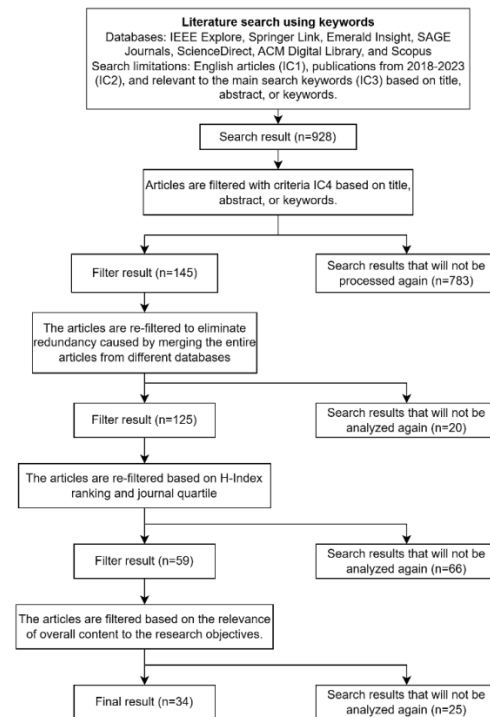 Literature search using keywords
Databases: IEEE Explore, Springer Link, Emerald Insight, SAGE
Journals, ScienceDirect, ACM Digital Library, and Scopus
Search limitations: English articles (IC1), publications from 2018-2023
(IC2), and relevant to the main search keywords (IC3) based on title,
abstract, or keywords.
Search result (n=928)
Articles are filtered with criteria IC4 based on title,
abstract, or keywords.
Filter result (n=145)
Search results that will not be
processed again (n=783)
The articles are re-filtered to eliminate
redundancy caused by merging the entire
articles from different databases
Filter result (n=125)
Search results that will not be
analyzed again (n=20)
The articles are re-filtered based on H-Index
ranking and journal quartile
Filter result (n=59)
Search results that will not be
analyzed again (n=66)
The articles are filtered based on the relevance
of overall content to the research objectives.
Final result (n=34)
Search results that will not be
analyzed again (n=25)